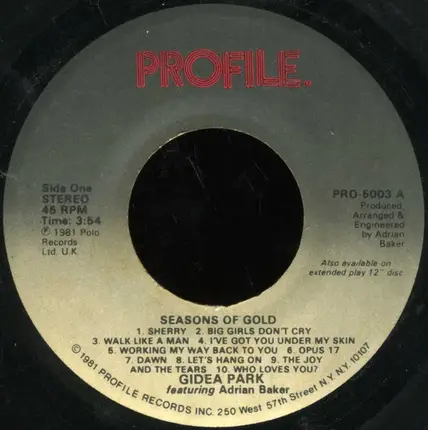 PROFILE.
Side One
STEREO
45 RPM
Time: 3:54
℗ 1981 Polo
Records
Ltd. U.K.
PRO-5003 A
Produced,
Arranged &
Engineered
by Adrian
Baker
Also available on
extended play 12" disc
SEASONS OF GOLD
1. SHERRY 2. BIG GIRLS DON'T CRY
3. WALK LIKE A MAN 4. I'VE GOT YOU UNDER MY SKIN
5. WORKING MY WAY BACK TO YOU 6. OPUS 17
7. DAWN 8. LET'S HANG ON 9. THE JOY
AND THE TEARS 10. WHO LOVES YOU?
GIDEA PARK
featuring Adrian Baker
©1981 PROFILE RECORDS INC. 250 West 57th Street N.Y. N.Y. 10107